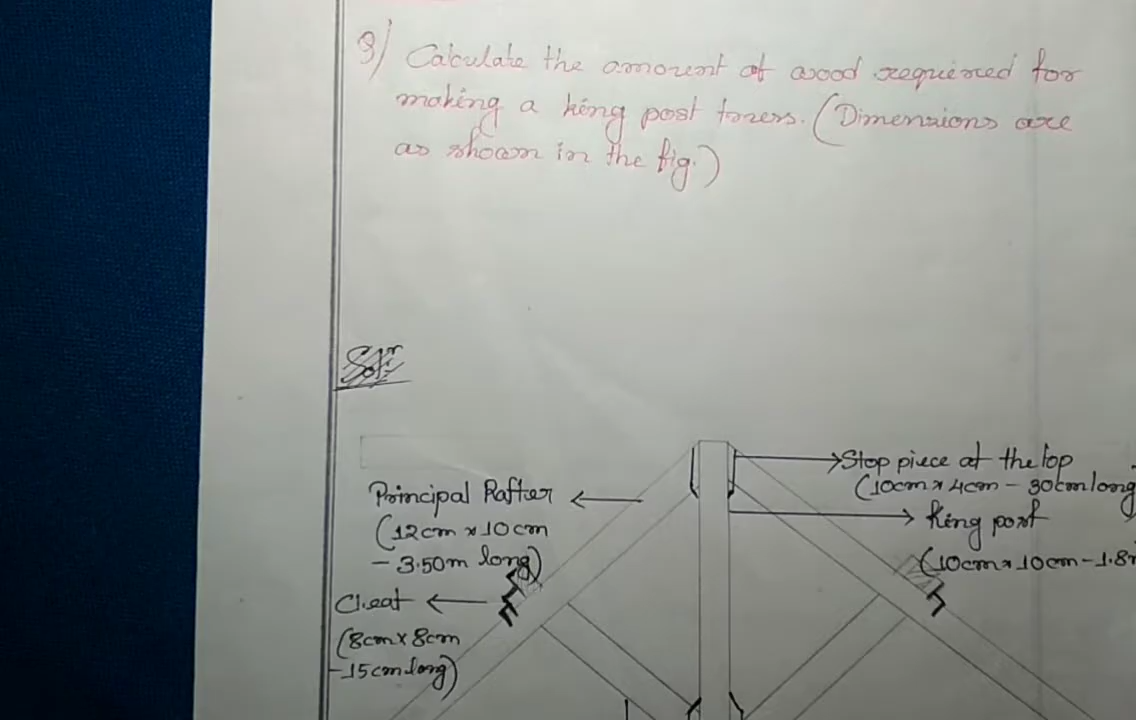 9) Calculate the amount of wood required for
making a king post truss. (Dimensions are
as shown in the fig.)
Solⁿ
Stop piece at the top
(10cm x 4cm - 30cm long
Principal Rafter
(12cm x 10cm
- 3.50m long)
King post
(10cm x 10cm - 1.8
Cleat
(8cm x 8cm
-15cm long)